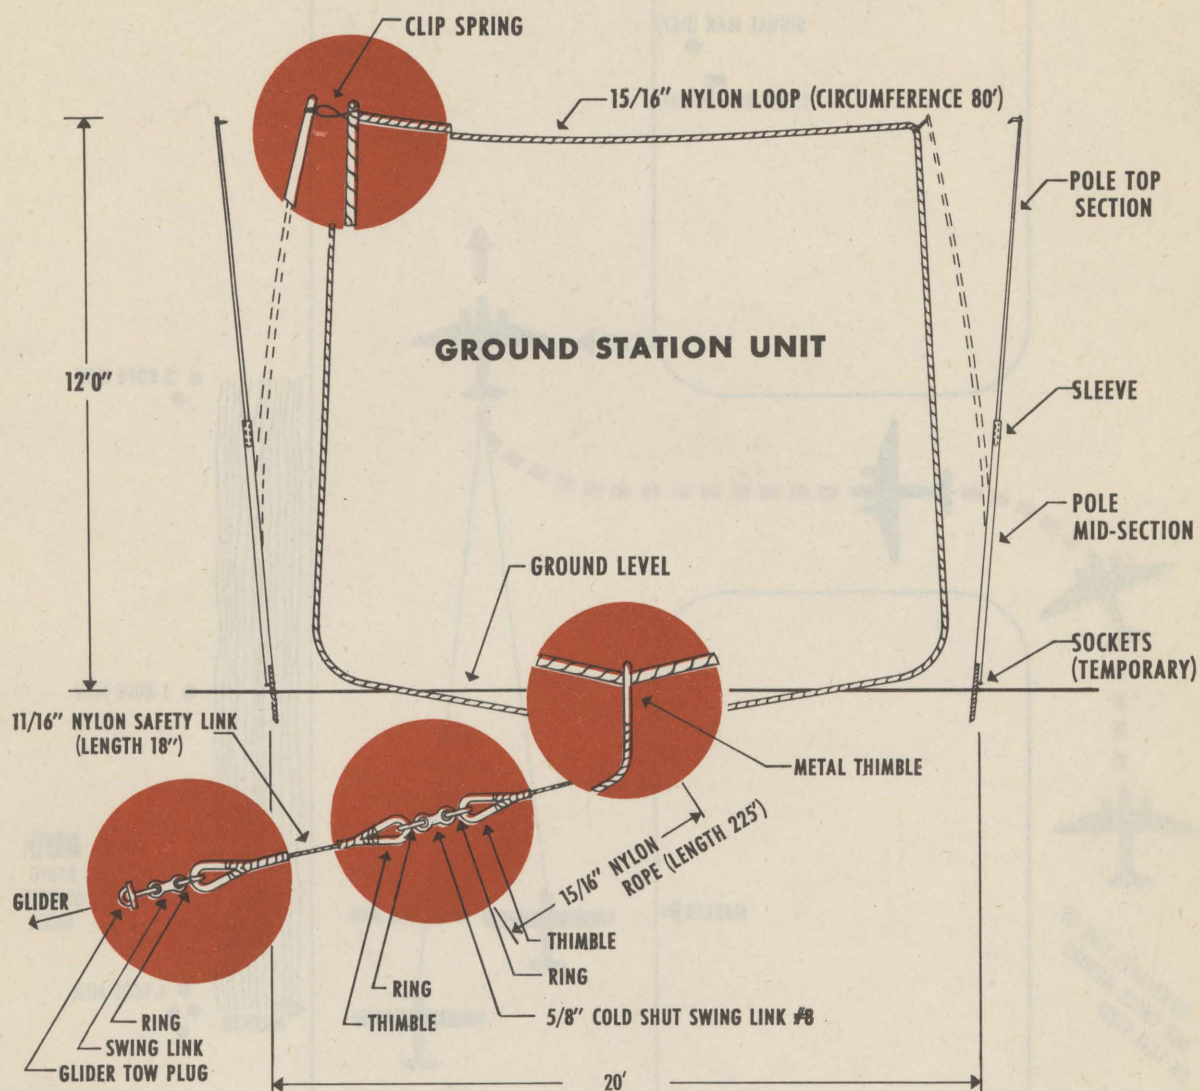 CLIP SPRING
15/16" NYLON LOOP (CIRCUMFERENCE 80')
POLE TOP
SECTION
GROUND STATION UNIT
12'0"
SLEEVE
POLE
MID-SECTION
GROUND LEVEL
SOCKETS
(TEMPORARY)
11/16" NYLON SAFETY LINK
(LENGTH 18")
METAL THIMBLE
15/16" NYLON
ROPE (LENGTH 225')
GLIDER
THIMBLE
RING
RING
5/8" COLD SHUT SWING LINK #8
THIMBLE
RING
SWING LINK
GLIDER TOW PLUG
20'